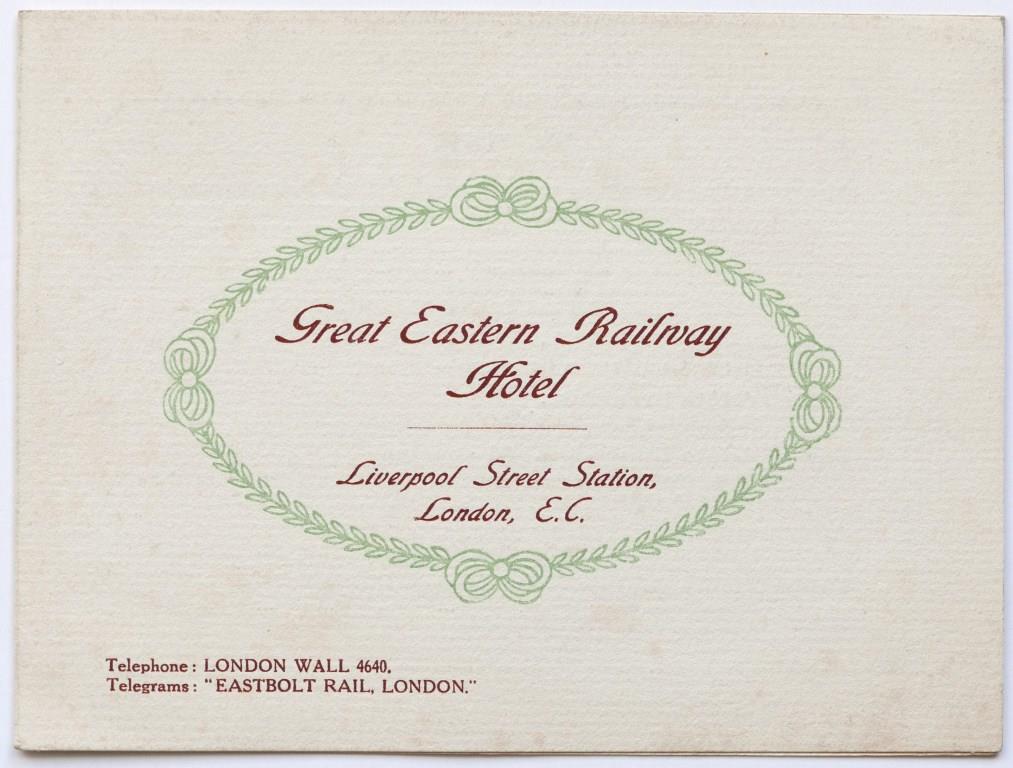 Great Eastern Railway
Hotel
Liverpool Street Station,
London, E.C.
Telephone: LONDON WALL 4640.
Telegrams: "EASTBOLT RAIL, LONDON."